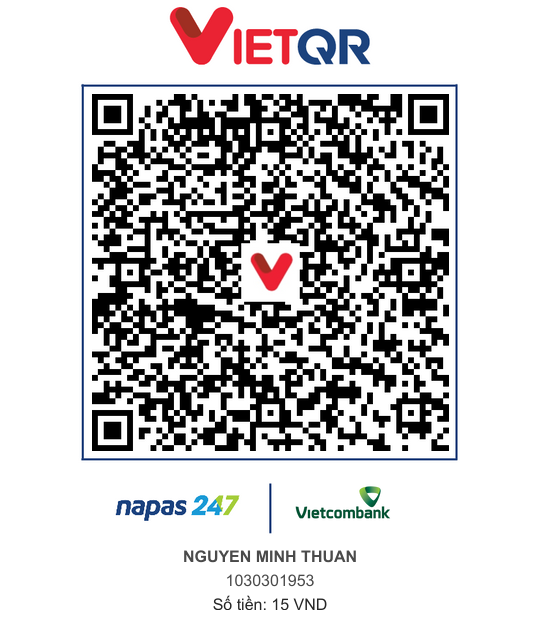 VIETQR
napas 247
Vietcombank
NGUYEN MINH THUAN
1030301953
Số tiền: 15 VND